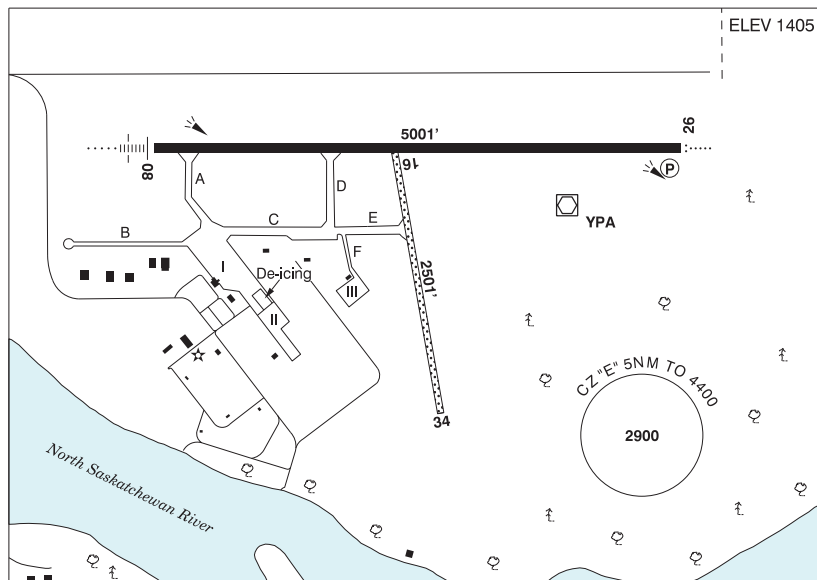 ELEV 1405
5001'
08
26
16
P
A
D
YPA
C
E
B
F
I
De-icing
II
III
2501'
CZ "E" 5NM TO 4400
2900
34
North Saskatchewan River